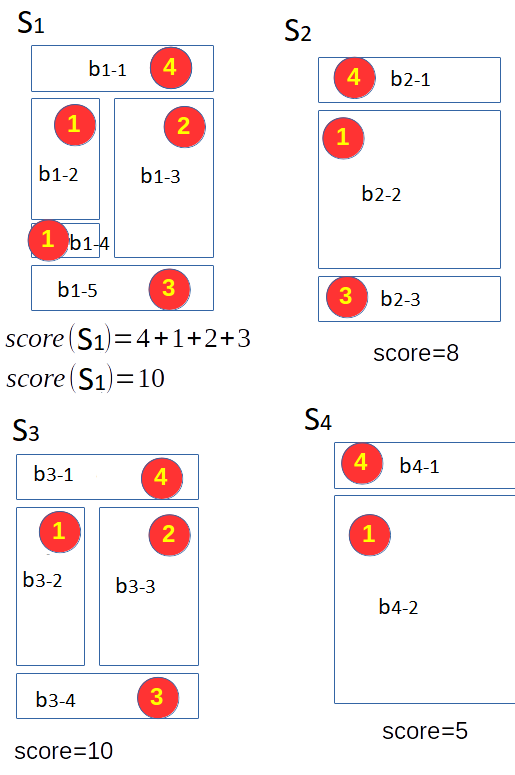 S1
b1-1 4
1 2
b1-2 b1-3
1 b1-4
b1-5 3
score(S1)=4+1+2+3
score(S1)=10
S2
4 b2-1
1
b2-2
3 b2-3
score=8
S3
b3-1 4
1 2
b3-2 b3-3
b3-4 3
score=10
S4
4 b4-1
1
b4-2
score=5